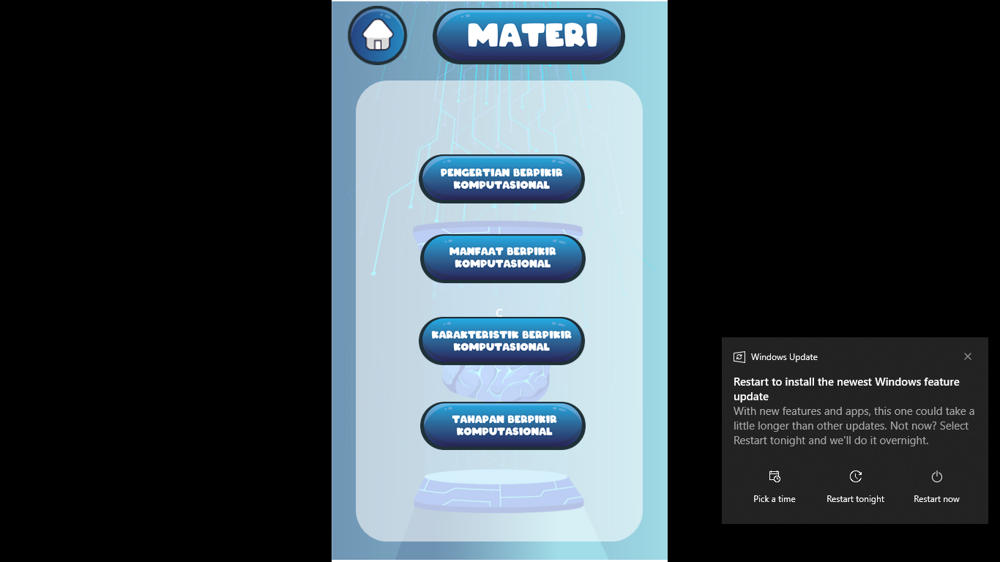 MATERI
PENGERTIAN BERPIKIR
KOMPUTASIONAL
MANFAAT BERPIKIR
KOMPUTASIONAL
C
KARAKTERISTIK BERPIKIR
KOMPUTASIONAL
TAHAPAN BERPIKIR
KOMPUTASIONAL
Windows Update
Restart to install the newest Windows feature
update
With new features and apps, this one could take a
little longer than other updates. Not now? Select
Restart tonight and we'll do it overnight.
Pick a time Restart tonight Restart now